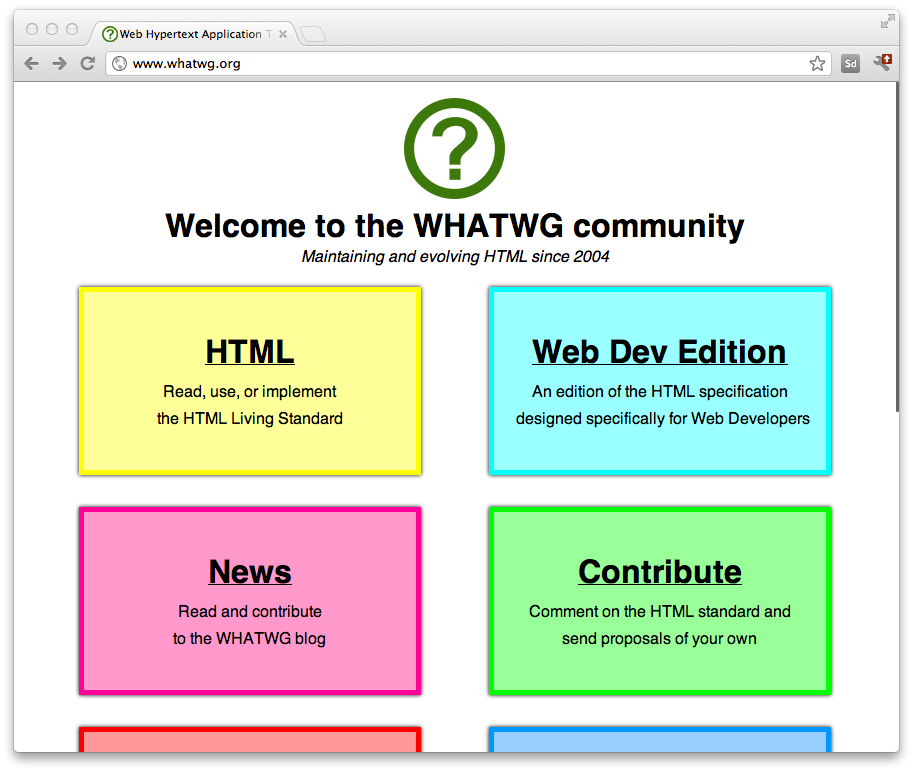 Web Hypertext Application T
www.whatwg.org
Sd
?
Welcome to the WHATWG community
Maintaining and evolving HTML since 2004
HTML
Read, use, or implement
the HTML Living Standard
Web Dev Edition
An edition of the HTML specification
designed specifically for Web Developers
News
Read and contribute
to the WHATWG blog
Contribute
Comment on the HTML standard and
send proposals of your own